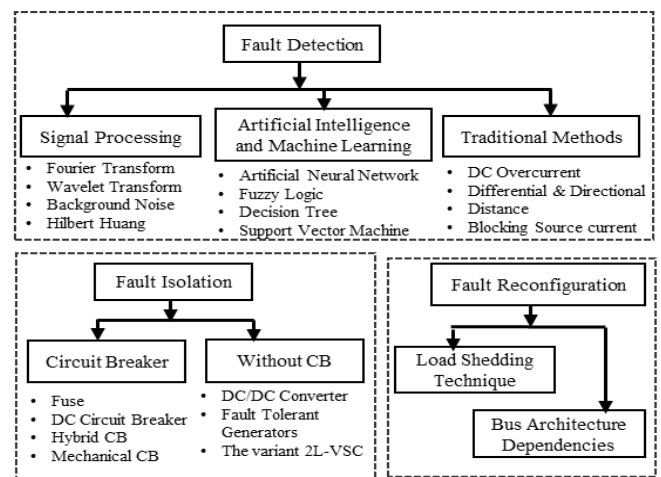 Fault Detection
Signal Processing
• Fourier Transform
• Wavelet Transform
• Background Noise
• Hilbert Huang
Artificial Intelligence
and Machine Learning
• Artificial Neural Network
• Fuzzy Logic
• Decision Tree
• Support Vector Machine
Traditional Methods
• DC Overcurrent
• Differential & Directional
• Distance
• Blocking Source current
Fault Isolation
Circuit Breaker
• Fuse
• DC Circuit Breaker
• Hybrid CB
• Mechanical CB
Without CB
• DC/DC Converter
• Fault Tolerant
Generators
• The variant 2L-VSC
Fault Reconfiguration
Load Shedding
Technique
Bus Architecture
Dependencies